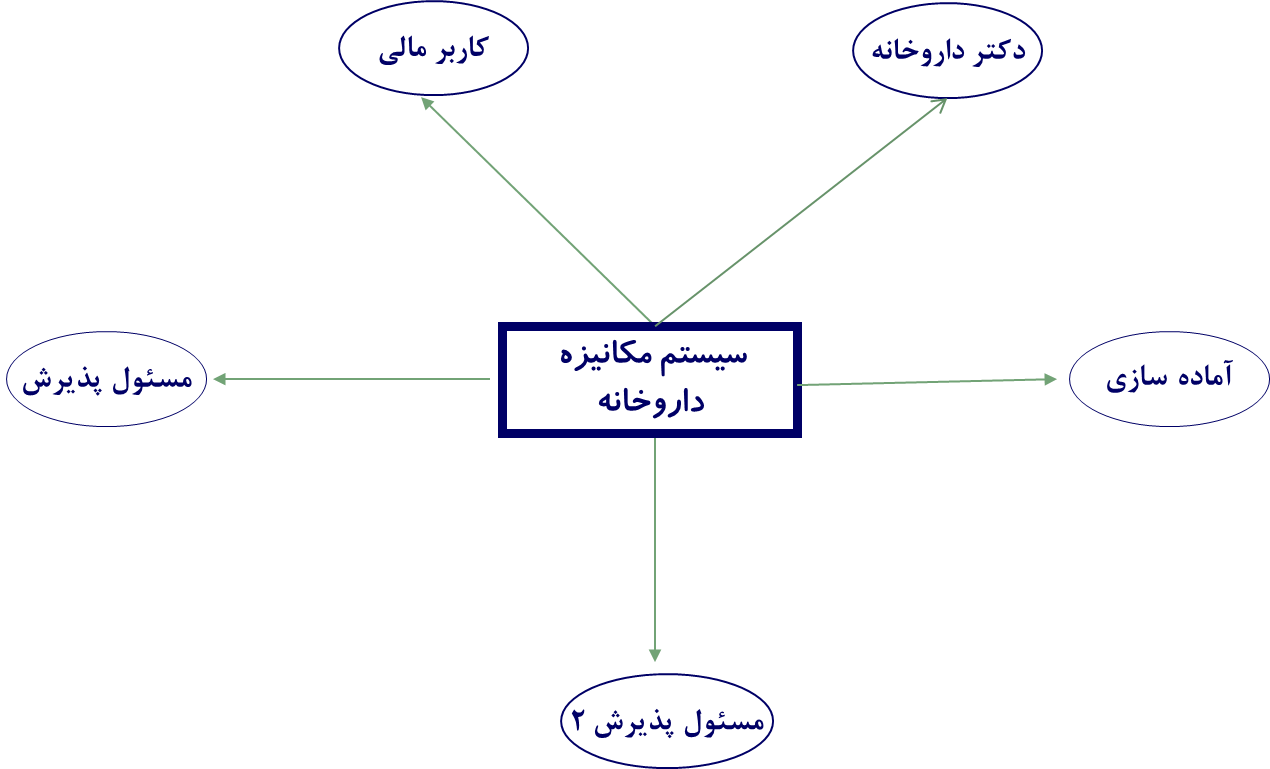 دکتر داروخانه
کاربر مالی
سیستم مکانیزه
داروخانه
آماده سازی
مسئول پذیرش
مسئول پذیرش ۲